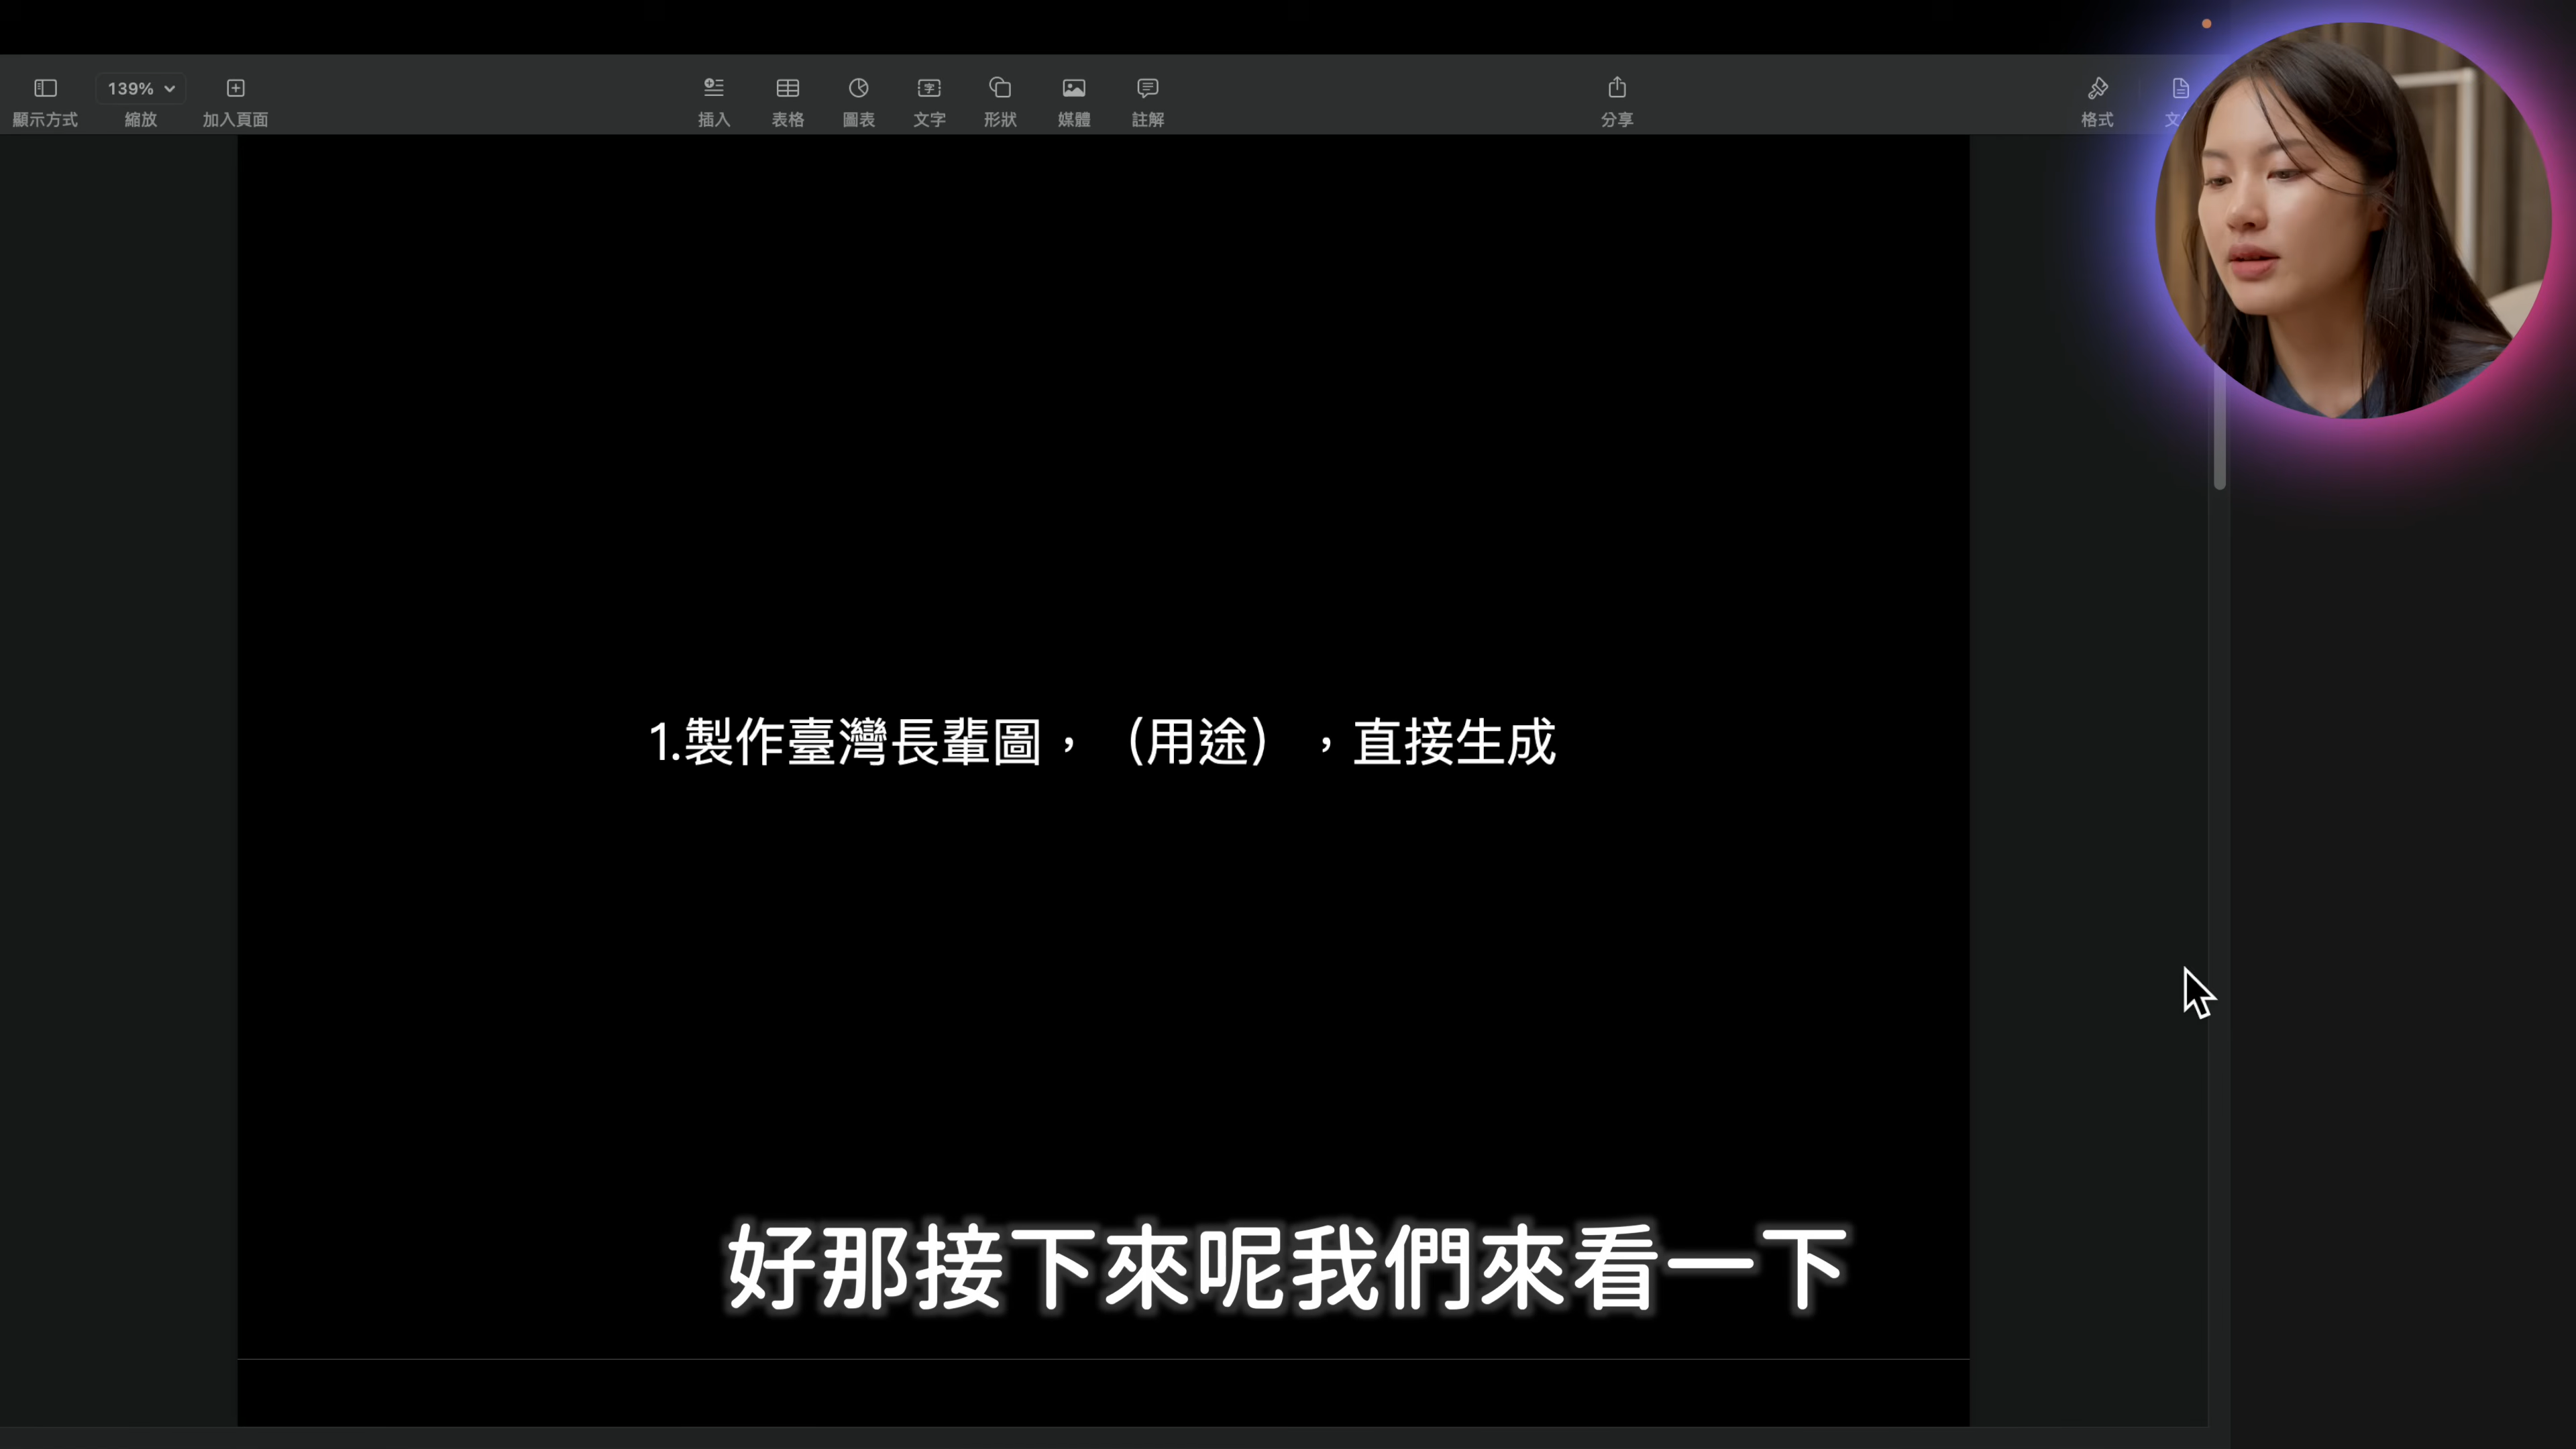 139%
顯示方式 縮放 加入頁面 插入 表格 圖表 文字 形狀 媒體 註解 分享 格式 文
1.製作臺灣長輩圖，（用途），直接生成
好那接下來呢我們來看一下